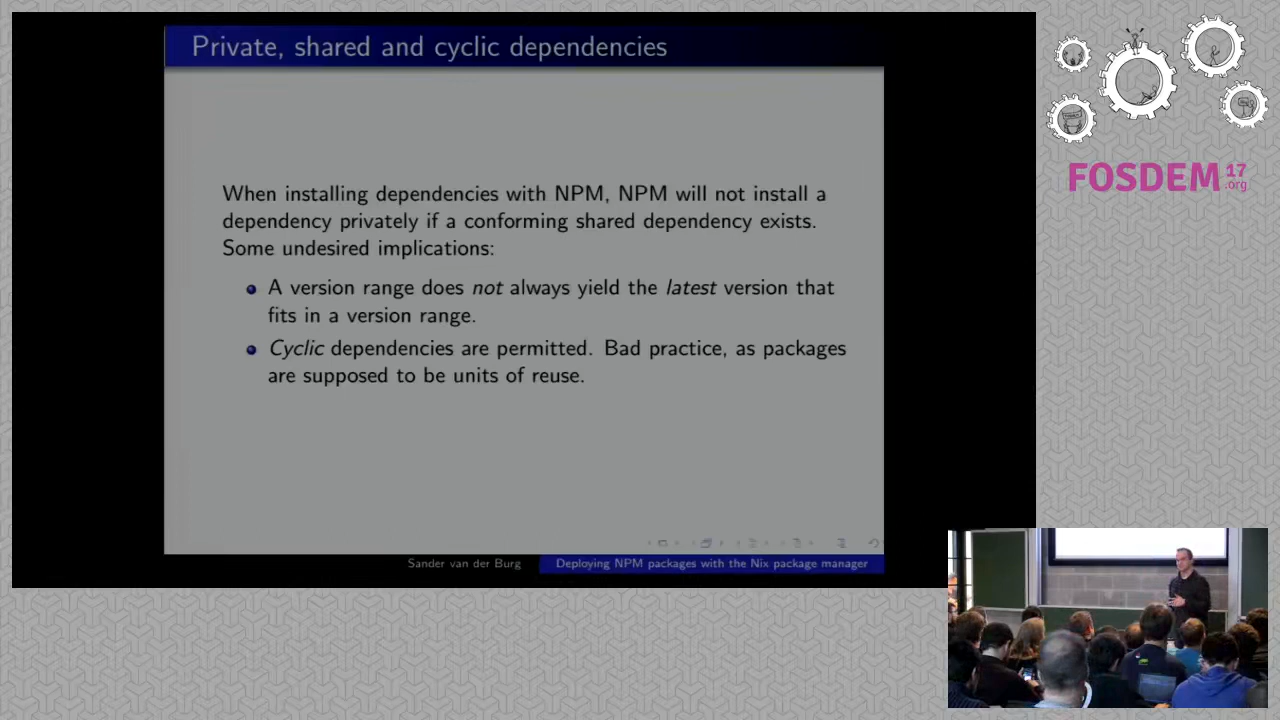 Private, shared and cyclic dependencies
When installing dependencies with NPM, NPM will not install a
dependency privately if a conforming shared dependency exists.
Some undesired implications:
A version range does not always yield the latest version that
fits in a version range.
Cyclic dependencies are permitted. Bad practice, as packages
are supposed to be units of reuse.
Sander van der Burg
Deploying NPM packages with the Nix package manager
FOSDEM 17
.org